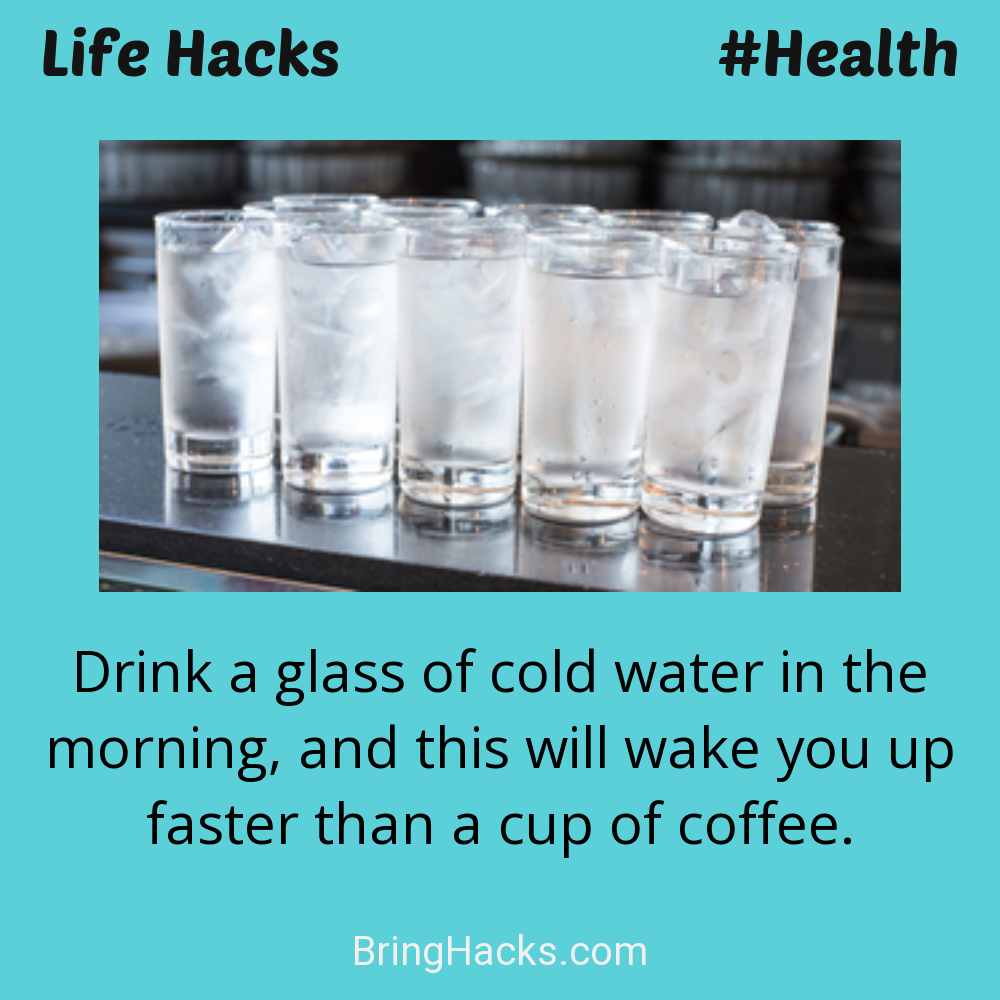 Life Hacks
#Health
Drink a glass of cold water in the
morning, and this will wake you up
faster than a cup of coffee.
BringHacks.com